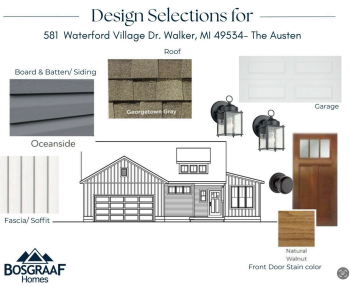 Design Selections for
581 Waterford Village Dr. Walker, MI 49534- The Austen
Roof
Board & Batten/ Siding
Georgetown Gray
Garage
Oceanside
Fascia/ Soffit
Natural
Walnut
Front Door Stain color
BOSGRAAF
Homes